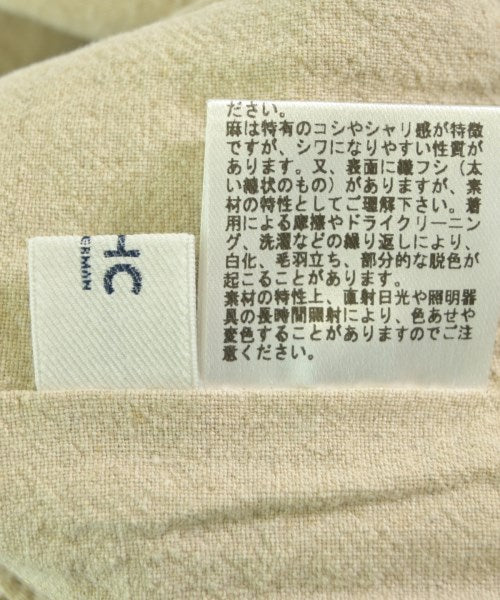 ださい。
麻は特有のコシやシャリ感が特徴
ですが、シワになりやすい性質が
あります。又、表面に織フシ（太
い線状のもの）がありますが、素
材の特性としてご理解下さい。着
用による摩擦やドライクリーニン
グ、洗濯などの繰り返しにより、
白化、毛羽立ち、部分的な脱色が
起こることがあります。
素材の特性上、直射日光や照明器
具の長時間照射により、色あせや
変色することがありますのでご注
意ください。
HC
ERMAN